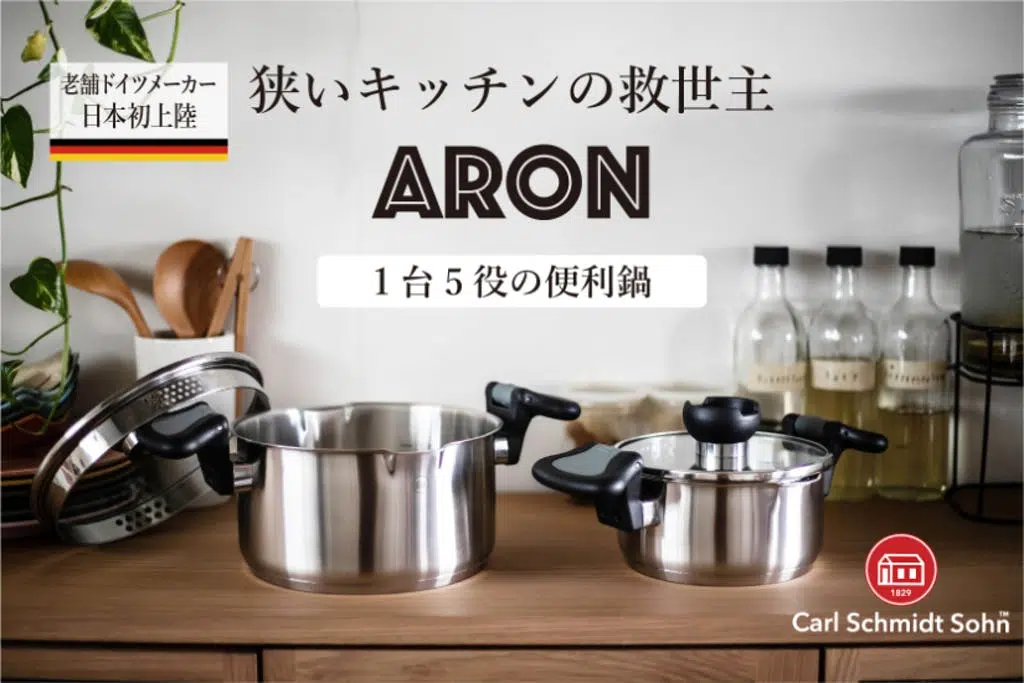 老舗ドイツメーカー
日本初上陸
狭いキッチンの救世主
ARON
1台5役の便利鍋
1829
Carl Schmidt Sohn™